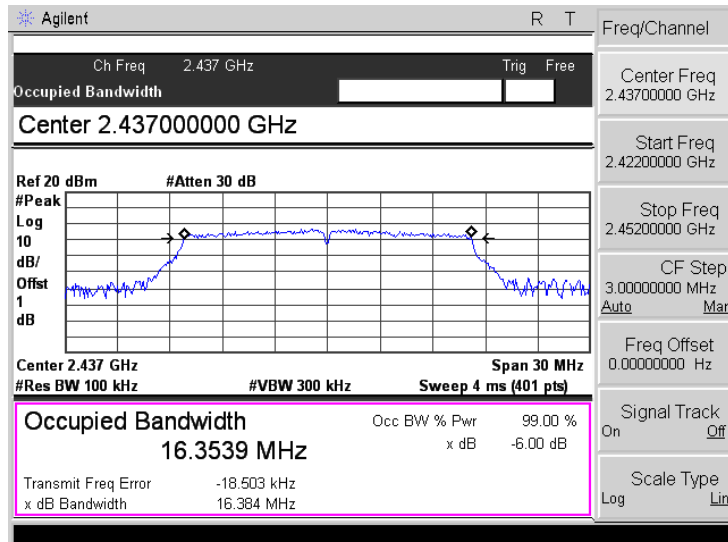 Agilent R T
Ch Freq 2.437 GHz Trig Free
Occupied Bandwidth
Center 2.437000000 GHz
Ref 20 dBm #Atten 30 dB
#Peak
Log
10
dB/
Offst
1
dB
Center 2.437 GHz Span 30 MHz
#Res BW 100 kHz #VBW 300 kHz Sweep 4 ms (401 pts)
Occupied Bandwidth
16.3539 MHz
Occ BW % Pwr 99.00 %
x dB -6.00 dB
Transmit Freq Error -18.503 kHz
x dB Bandwidth 16.384 MHz
Freq/Channel
Center Freq
2.43700000 GHz
Start Freq
2.42200000 GHz
Stop Freq
2.45200000 GHz
CF Step
3.00000000 MHz
Auto Mar
Freq Offset
0.00000000 Hz
Signal Track
On Off
Scale Type
Log Lin